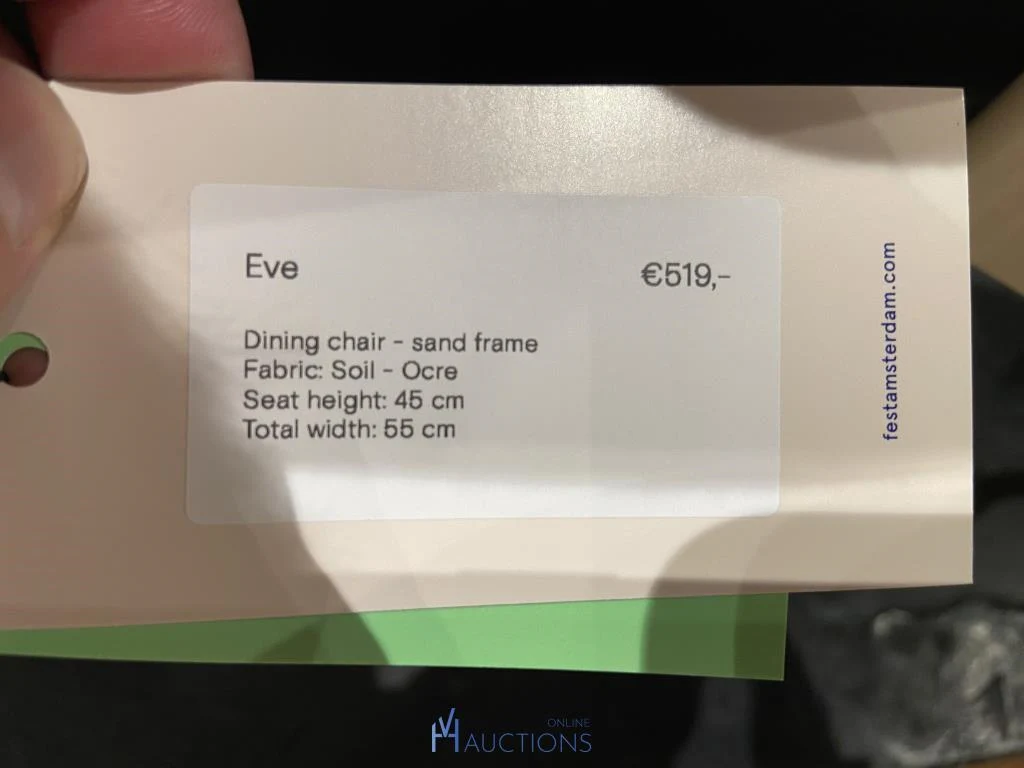 Eve
€519,-
Dining chair - sand frame
Fabric: Soil - Ocre
Seat height: 45 cm
Total width: 55 cm
festamsterdam.com
VH ONLINE
AUCTIONS